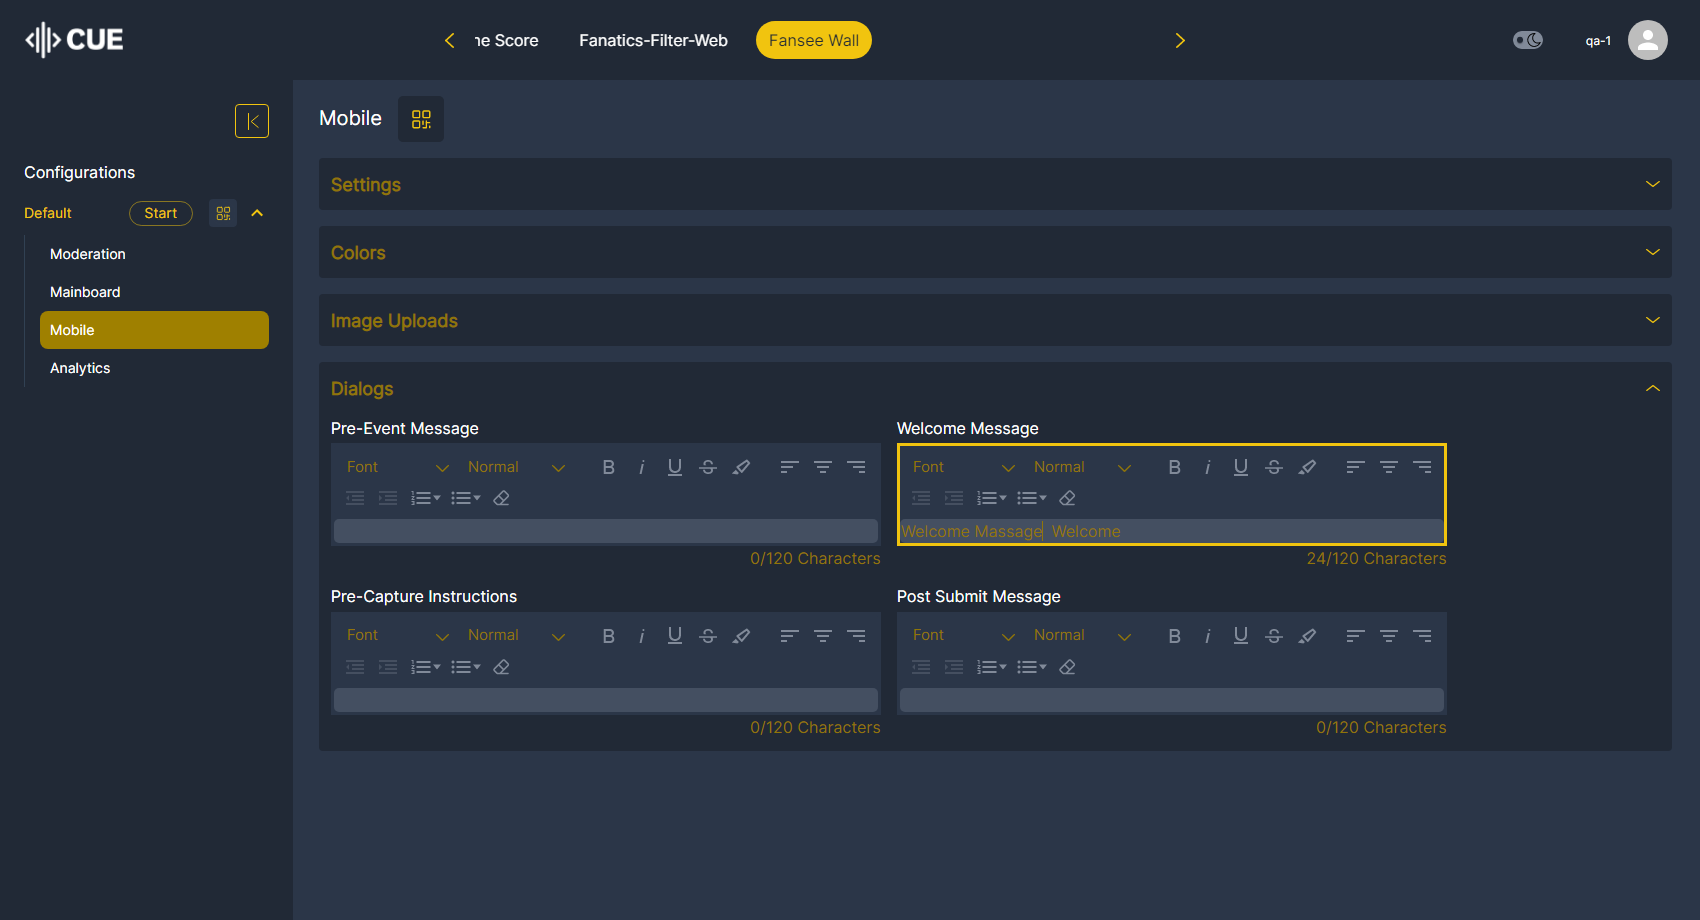 CUE
ne Score Fanatics-Filter-Web Fansee Wall
qa-1
Configurations
Default Start
Moderation
Mainboard
Mobile
Analytics
Mobile
Settings
Colors
Image Uploads
Dialogs
Pre-Event Message
Font Normal B i U S
0/120 Characters
Welcome Message
Font Normal B i U S
Welcome Massage Welcome
24/120 Characters
Pre-Capture Instructions
Font Normal B i U S
0/120 Characters
Post Submit Message
Font Normal B i U S
0/120 Characters